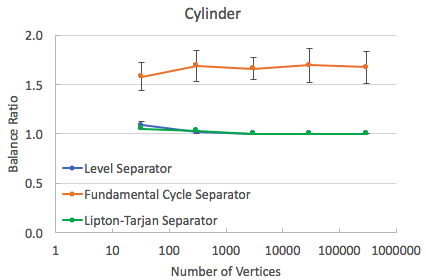 Cylinder
2.0
1.5
1.0
0.5
0.0
Balance Ratio
Level Separator
Fundamental Cycle Separator
Lipton-Tarjan Separator
1 10 100 1000 10000 100000 1000000
Number of Vertices